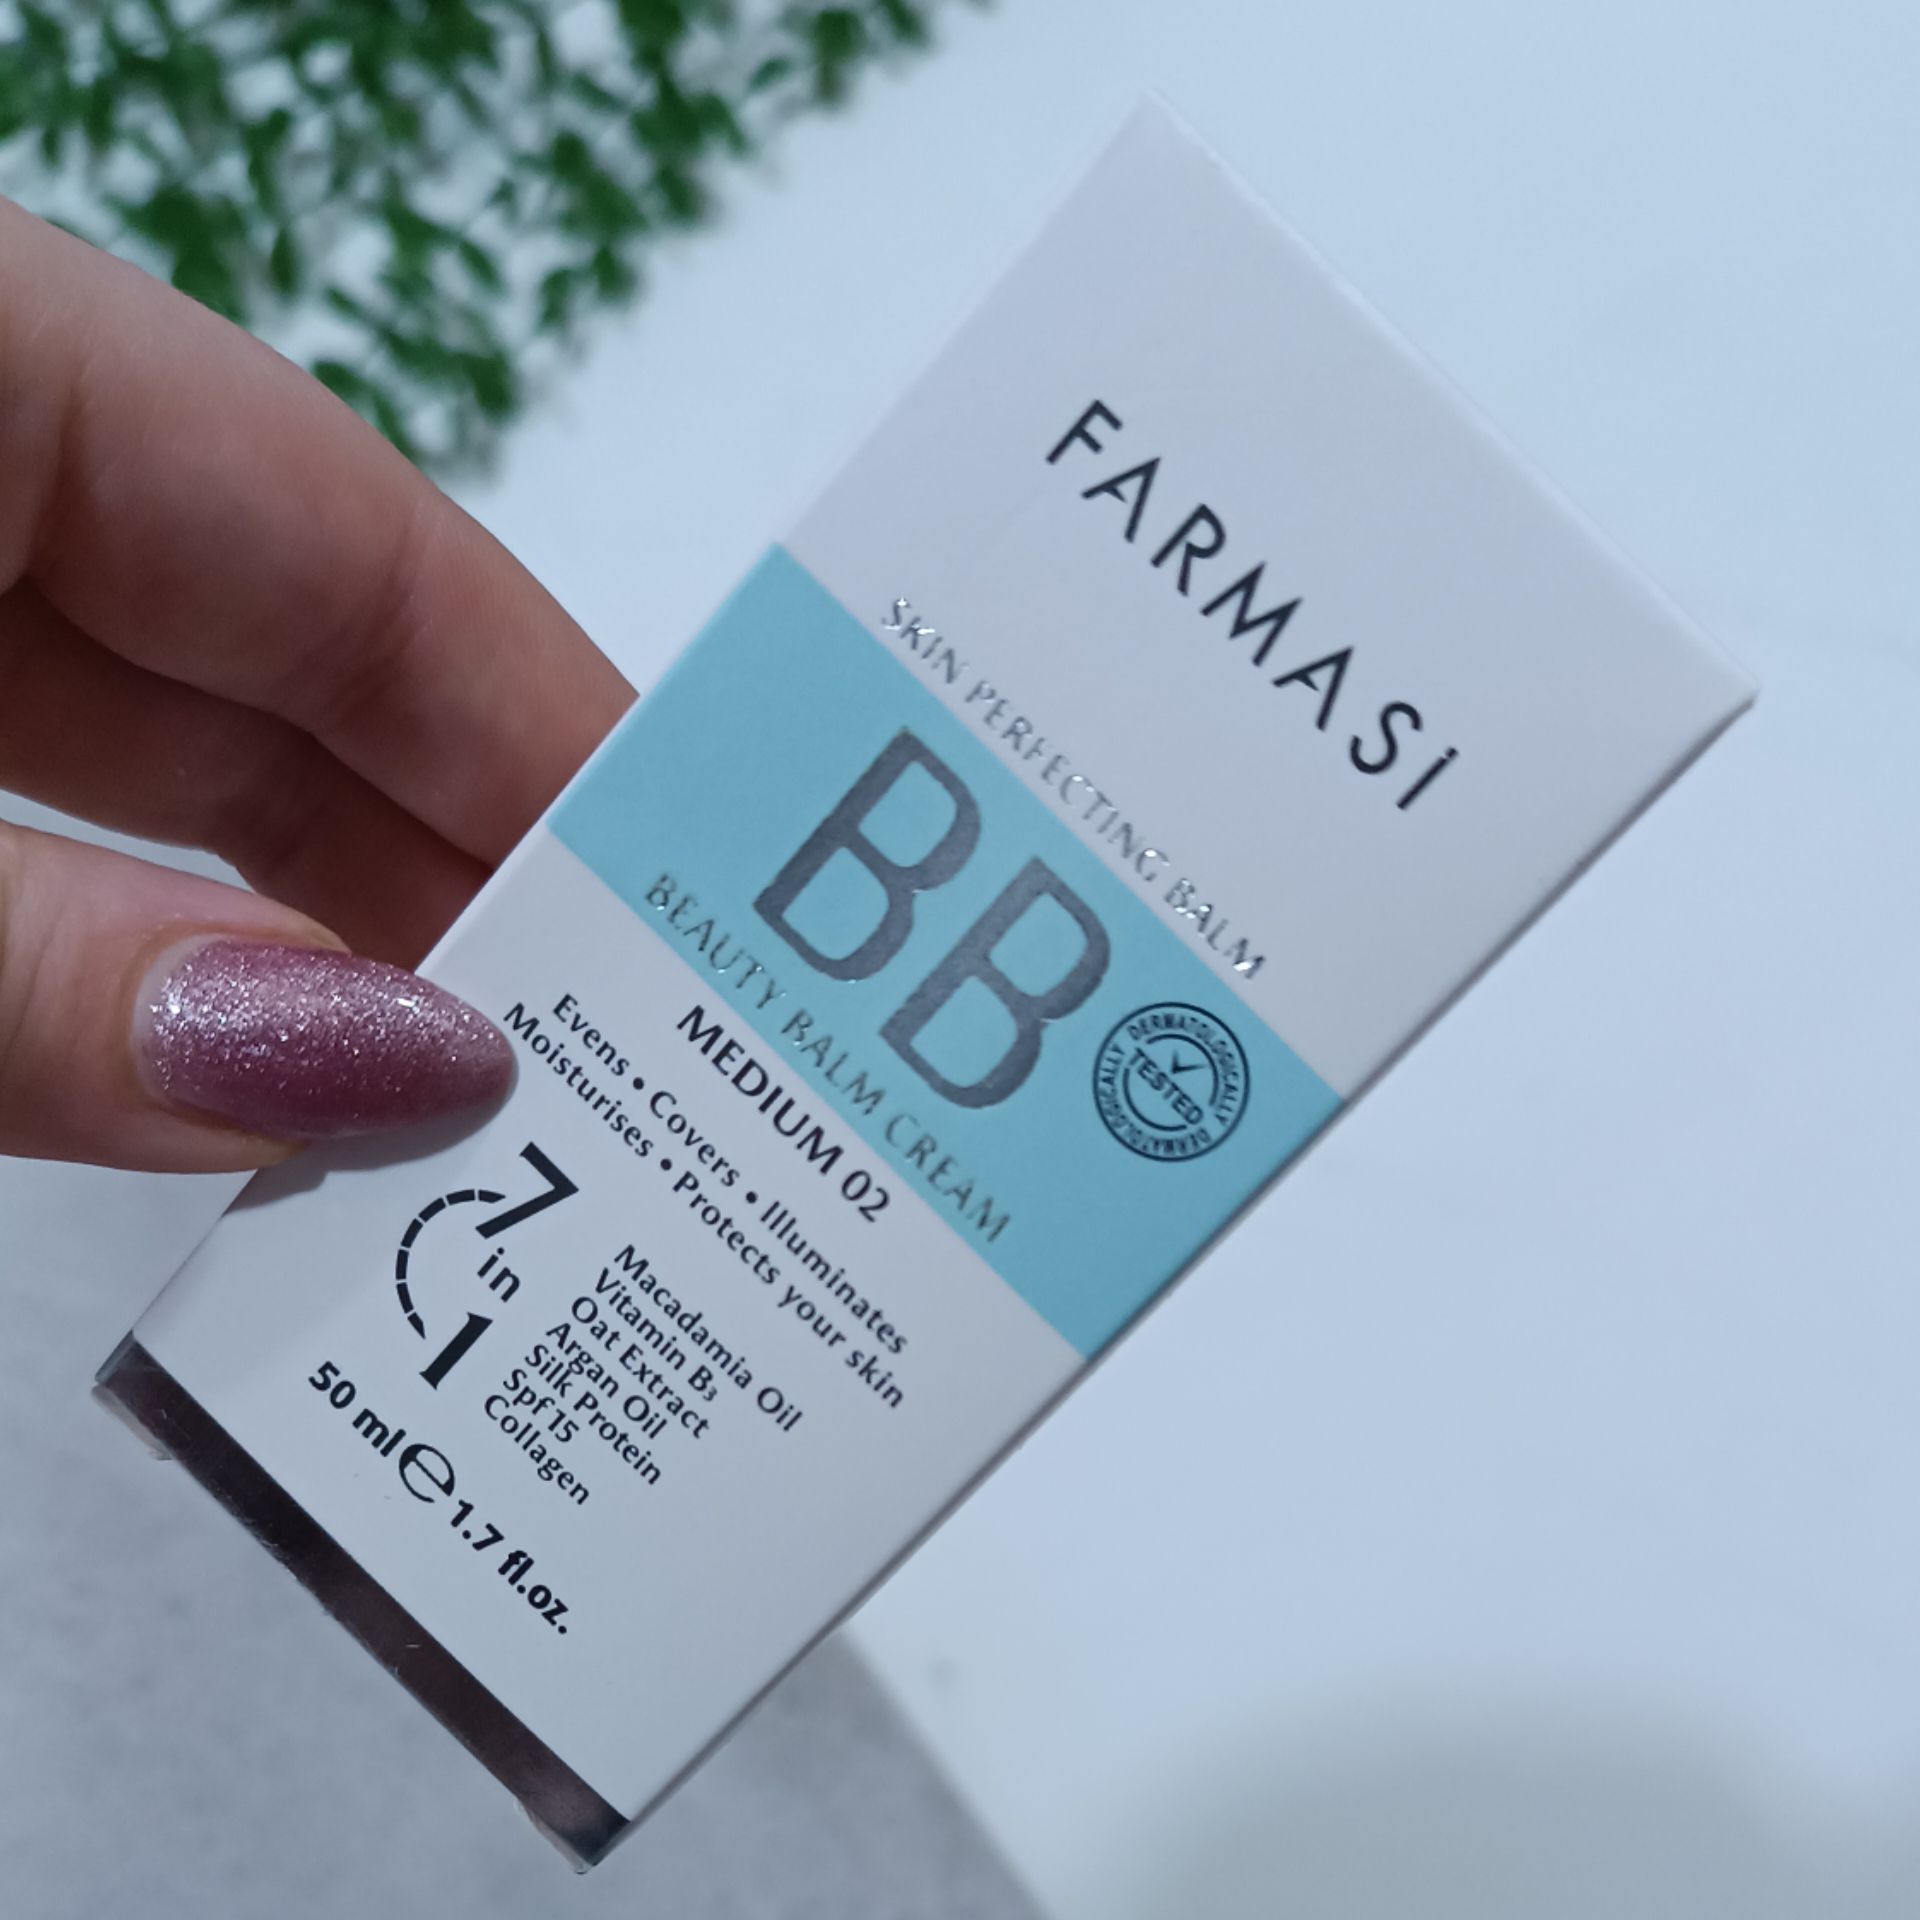 FARMASi
SKIN PERFECTING BALM
BB
BEAUTY BALM CREAM
DERMATOLOGICALLY
TESTED
DERMATOLOGICALLY
MEDIUM 02
Evens • Covers • Illuminates
Moisturises • Protects your skin
7
in
1
Macadamia Oil
Vitamin B₃
Oat Extract
Argan Oil
Silk Protein
Spf15
Collagen
50 ml ℮ 1.7 fl.oz.